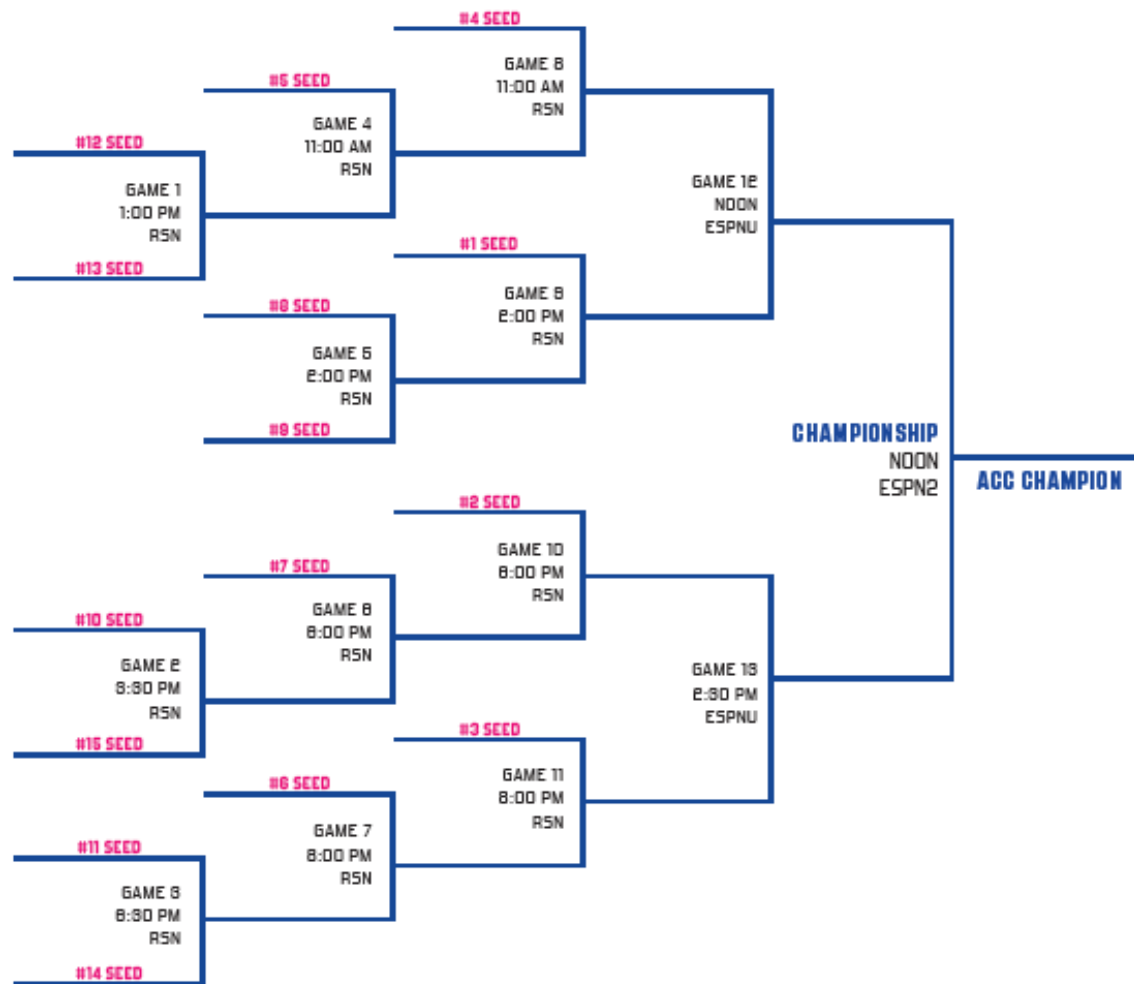 #4 SEED
GAME 8
11:00 AM
RSN
#5 SEED
GAME 4
11:00 AM
RSN
#12 SEED
GAME 1
1:00 PM
RSN
#13 SEED
GAME 12
NOON
ESPNU
#1 SEED
GAME 9
2:00 PM
RSN
#8 SEED
GAME 5
2:00 PM
RSN
#9 SEED
CHAMPIONSHIP
NOON
ESPN2
ACC CHAMPION
#2 SEED
GAME 10
6:00 PM
RSN
#7 SEED
GAME 6
6:00 PM
RSN
#10 SEED
GAME 2
3:30 PM
RSN
#15 SEED
GAME 13
2:30 PM
ESPNU
#3 SEED
GAME 11
8:00 PM
RSN
#6 SEED
GAME 7
8:00 PM
RSN
#11 SEED
GAME 3
6:30 PM
RSN
#14 SEED